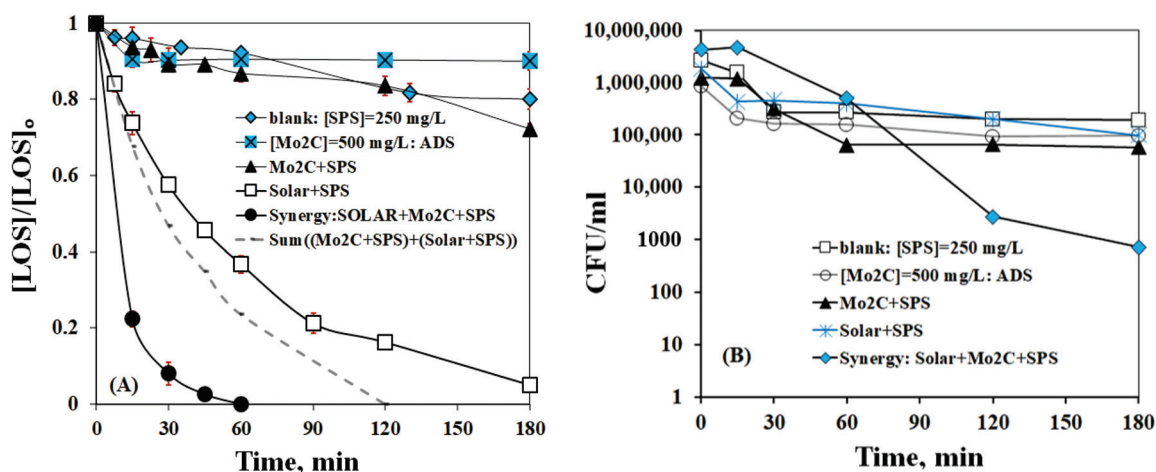 1
0.8
0.6
0.4
0.2
0
[LOS]/[LOS]o
blank: [SPS]=250 mg/L
[Mo2C]=500 mg/L: ADS
Mo2C+SPS
Solar+SPS
Synergy:SOLAR+Mo2C+SPS
Sum((Mo2C+SPS)+(Solar+SPS))
(A)
0 30 60 90 120 150 180
Time, min
10,000,000
1,000,000
100,000
10,000
1000
100
10
1
CFU/ml
blank: [SPS]=250 mg/L
[Mo2C]=500 mg/L: ADS
Mo2C+SPS
Solar+SPS
Synergy: Solar+Mo2C+SPS
(B)
0 30 60 90 120 150 180
Time, min